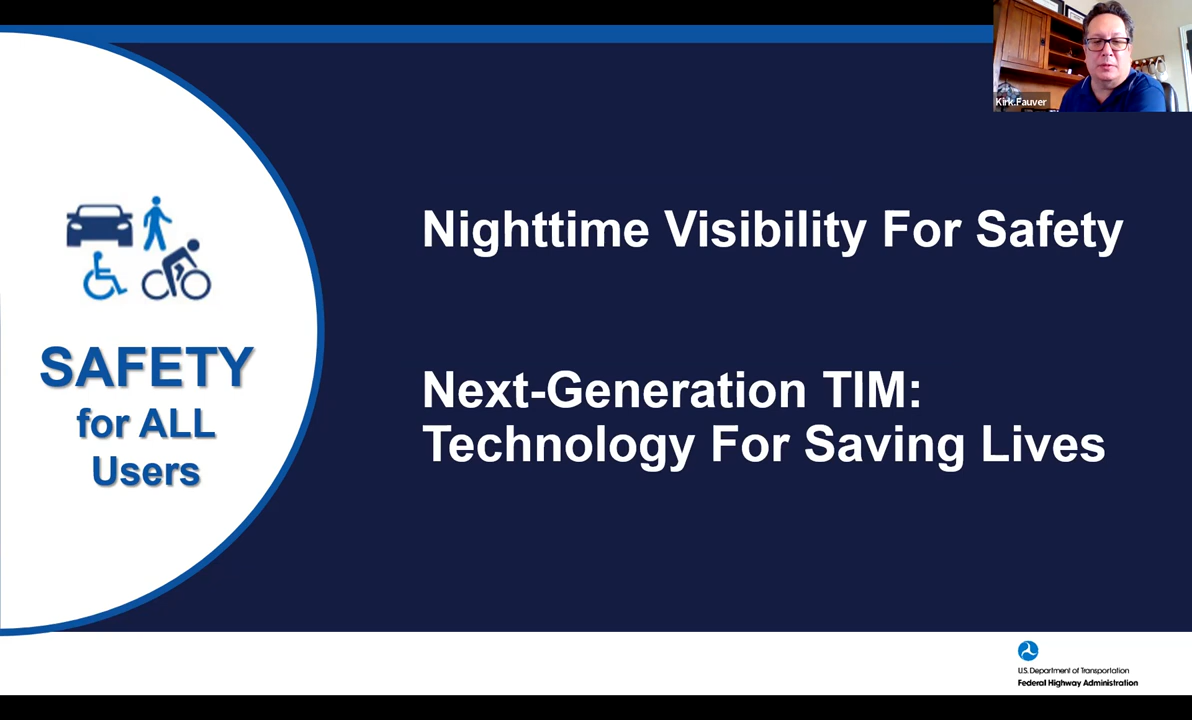 Kirk.Fauver
Nighttime Visibility For Safety
Next-Generation TIM:
Technology For Saving Lives
SAFETY
for ALL
Users
U.S. Department of Transportation
Federal Highway Administration